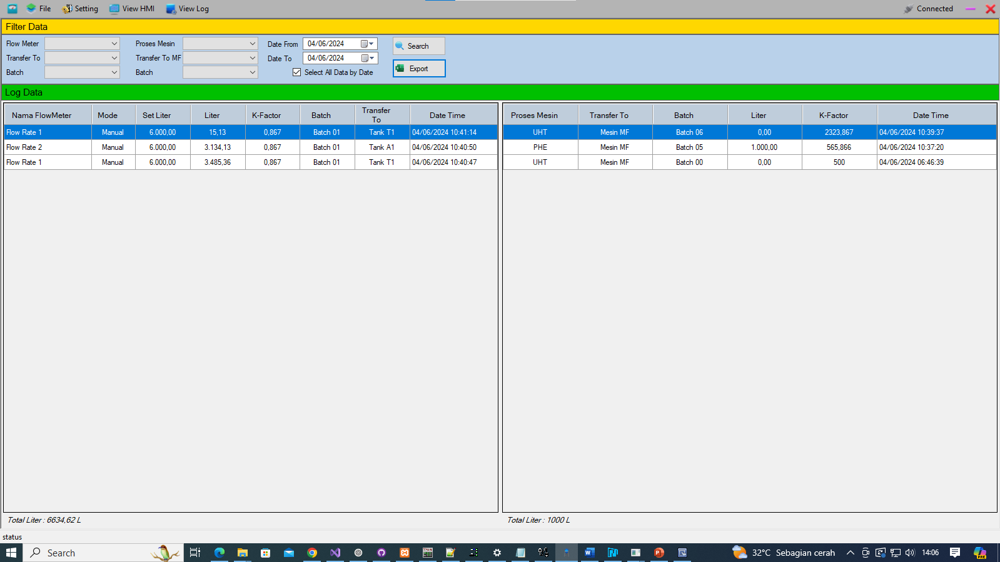 File Setting View HMI View Log Connected
Filter Data
Flow Meter Proses Mesin Date From 04/06/2024 Search
Transfer To Transfer To MF Date To 04/06/2024 Export
Batch Batch Select All Data by Date
Log Data
Nama FlowMeter Mode Set Liter Liter K-Factor Batch Transfer To Date Time
Flow Rate 1 Manual 6.000,00 15,13 0,867 Batch 01 Tank T1 04/06/2024 10:41:14
Flow Rate 2 Manual 6.000,00 3.134,13 0,867 Batch 01 Tank A1 04/06/2024 10:40:50
Flow Rate 1 Manual 6.000,00 3.485,36 0,867 Batch 01 Tank T1 04/06/2024 10:40:47
Total Liter : 6634,62 L
Proses Mesin Transfer To Batch Liter K-Factor Date Time
UHT Mesin MF Batch 06 0,00 2323,867 04/06/2024 10:39:37
PHE Mesin MF Batch 05 1.000,00 565,866 04/06/2024 10:37:20
UHT Mesin MF Batch 00 0,00 500 04/06/2024 06:46:39
Total Liter : 1000 L
status
Search 32°C Sebagian cerah 14:06